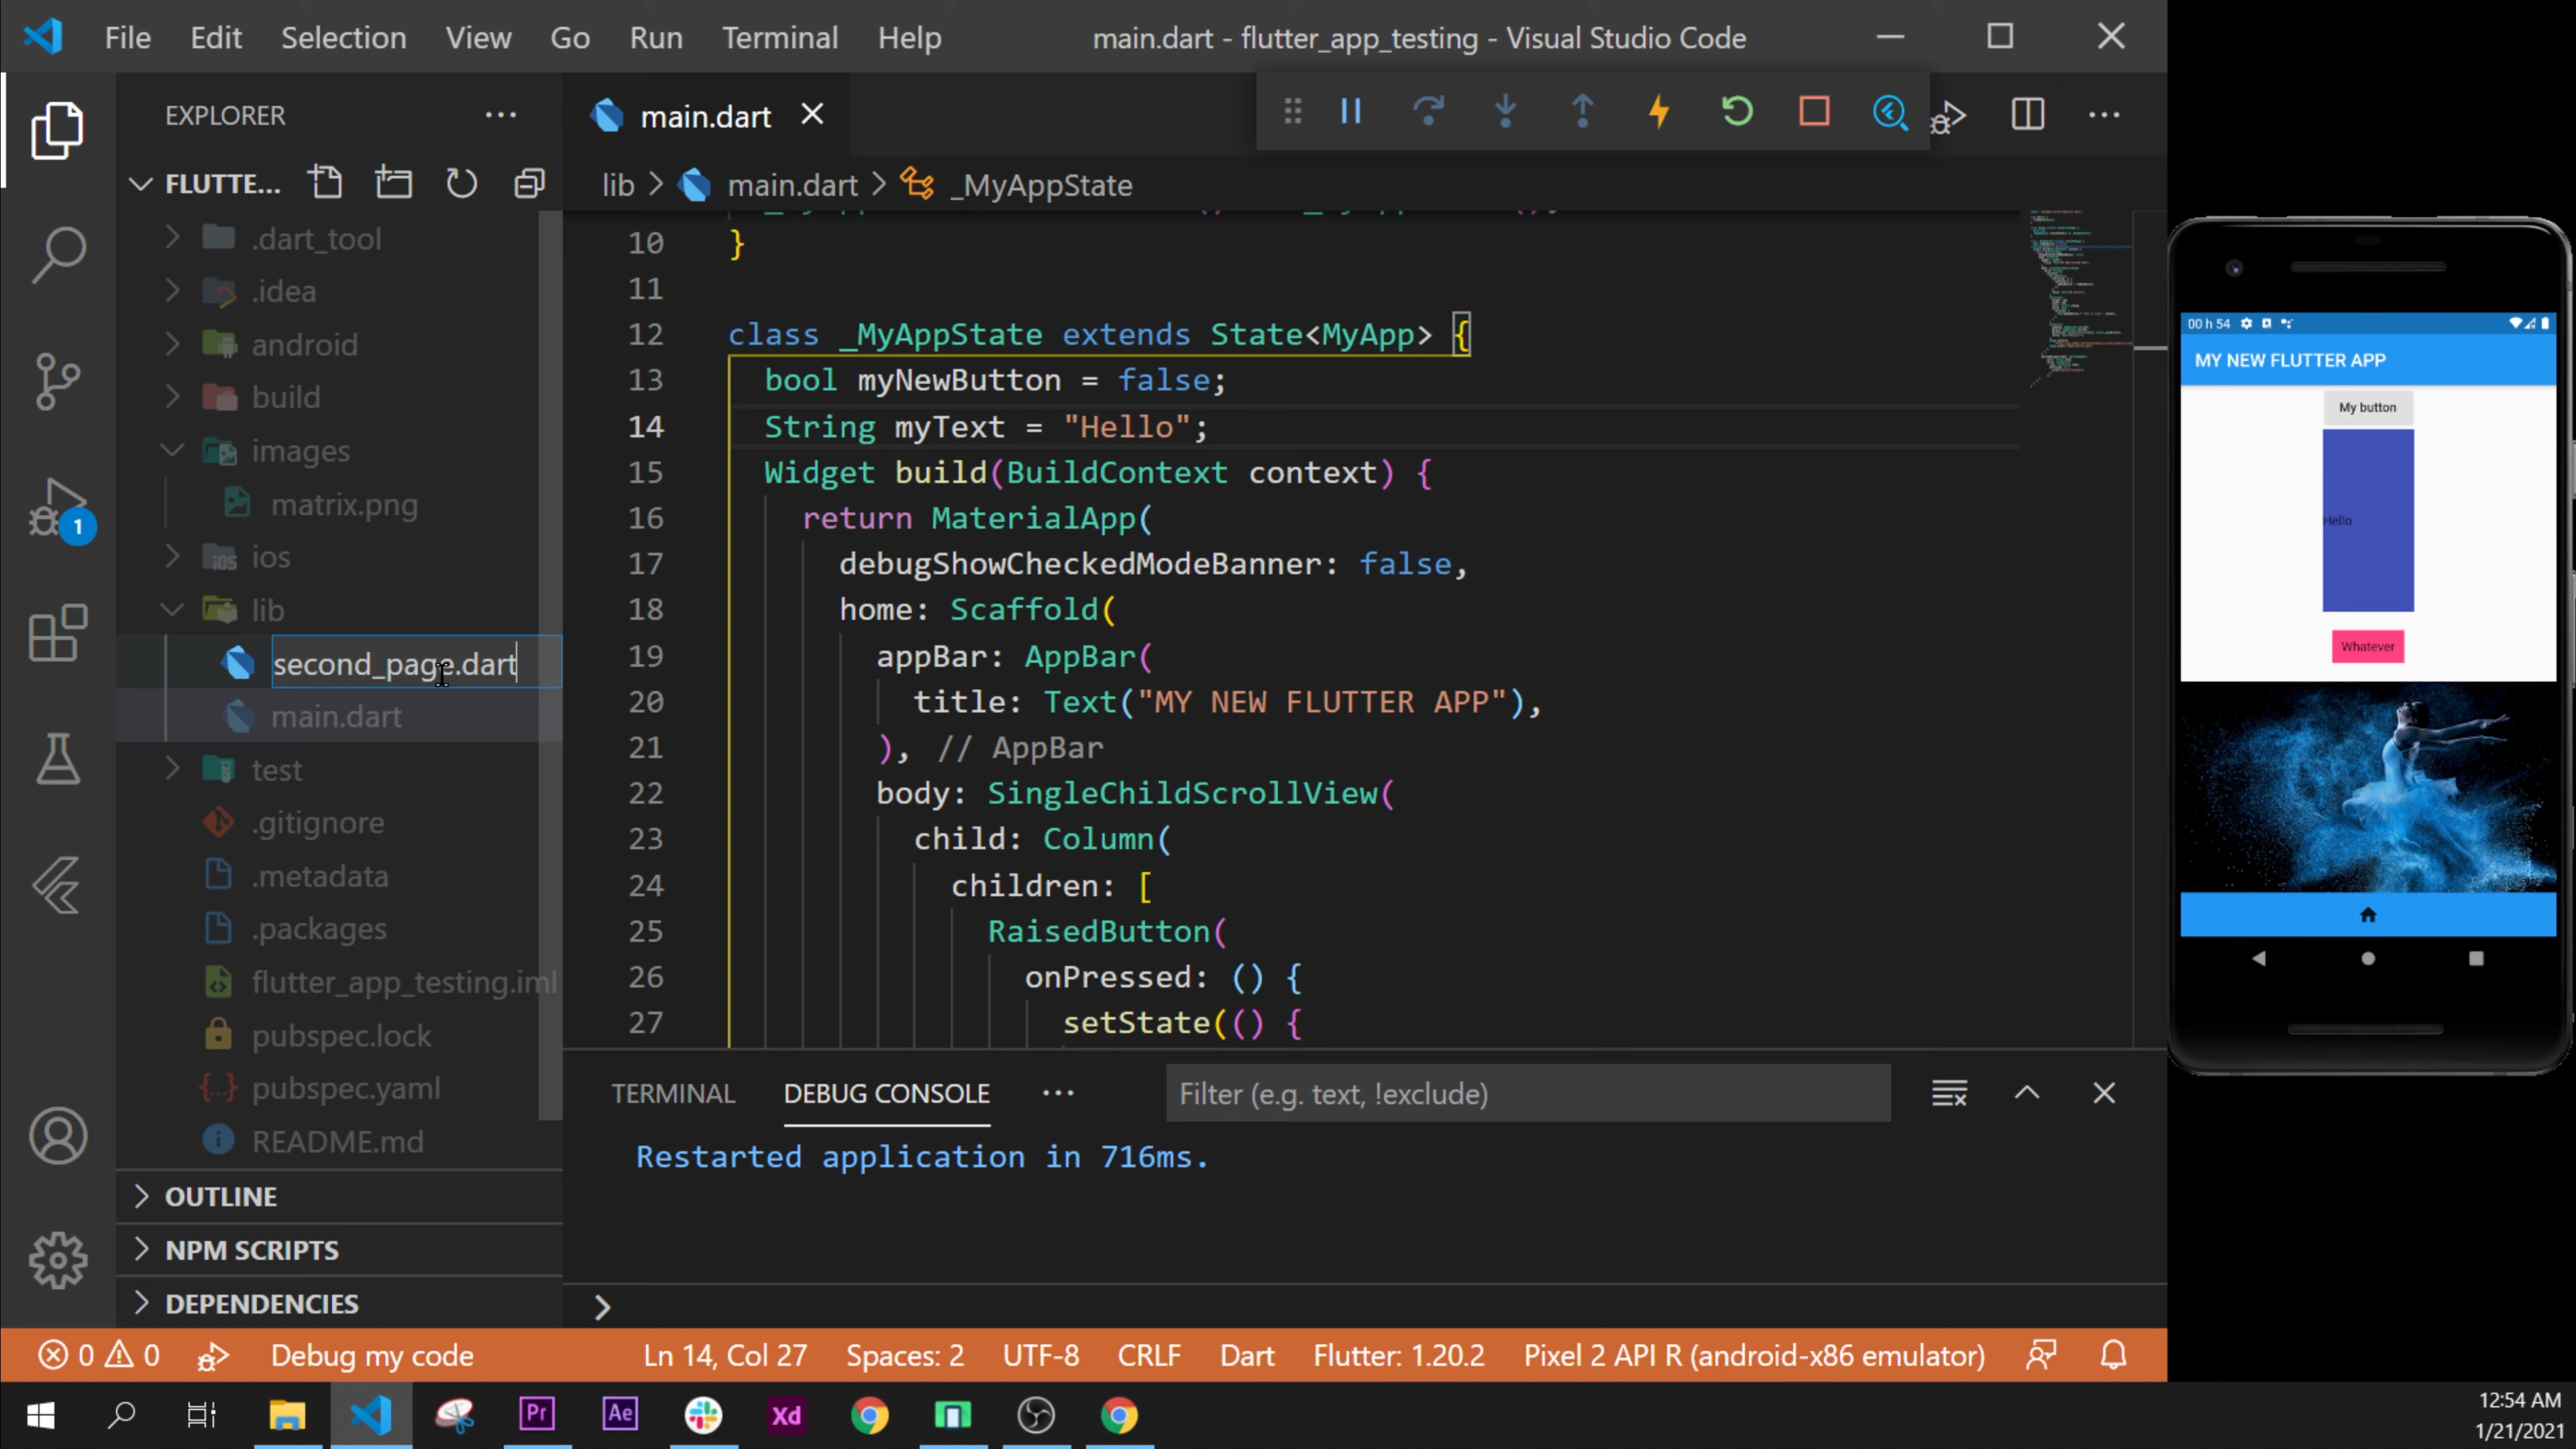 File Edit Selection View Go Run Terminal Help
main.dart - flutter_app_testing - Visual Studio Code
EXPLORER
FLUTTE...
.dart_tool
.idea
android
build
images
matrix.png
ios
lib
second_page.dart
main.dart
test
.gitignore
.metadata
.packages
flutter_app_testing.iml
pubspec.lock
pubspec.yaml
README.md
OUTLINE
NPM SCRIPTS
DEPENDENCIES
1
main.dart
lib > main.dart > _MyAppState
10 }
11
12 class _MyAppState extends State<MyApp> {
13 bool myNewButton = false;
14 String myText = "Hello";
15 Widget build(BuildContext context) {
16 return MaterialApp(
17 debugShowCheckedModeBanner: false,
18 home: Scaffold(
19 appBar: AppBar(
20 title: Text("MY NEW FLUTTER APP"),
21 ), // AppBar
22 body: SingleChildScrollView(
23 child: Column(
24 children: [
25 RaisedButton(
26 onPressed: () {
27 setState(() {
TERMINAL DEBUG CONSOLE ... Filter (e.g. text, !exclude)
Restarted application in 716ms.
>
0 0 Debug my code Ln 14, Col 27 Spaces: 2 UTF-8 CRLF Dart Flutter: 1.20.2 Pixel 2 API R (android-x86 emulator)
00 h 54
MY NEW FLUTTER APP
My button
Hello
Whatever
Pr Ae Xd
12:54 AM
1/21/2021